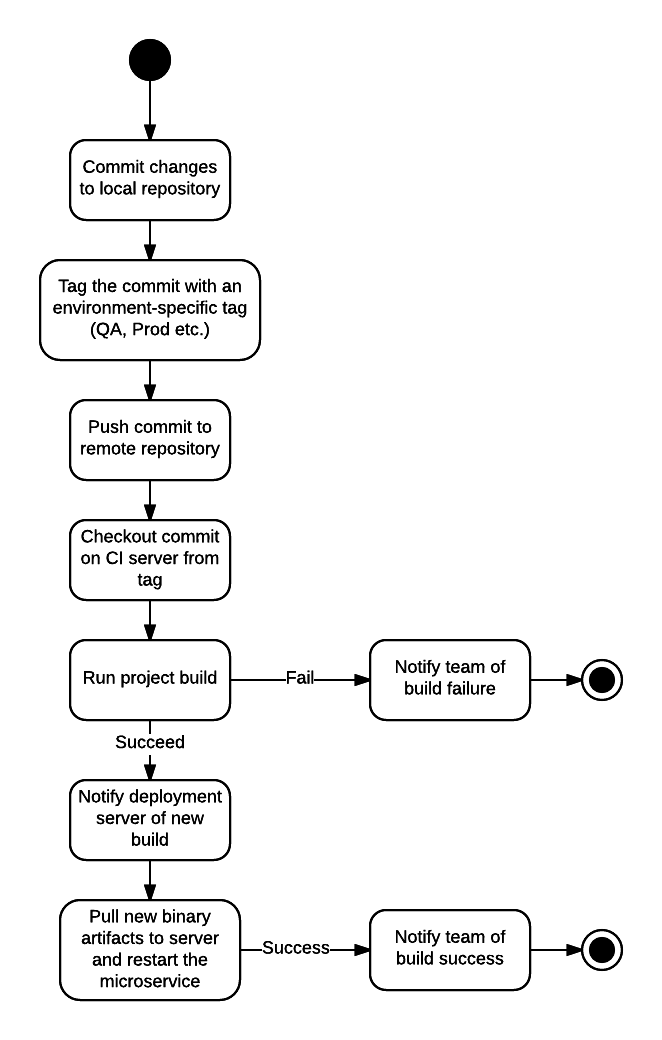 Commit changes
to local repository
Tag the commit with an
environment-specific tag
(QA, Prod etc.)
Push commit to
remote repository
Checkout commit
on CI server from
tag
Run project build
Fail
Notify team of
build failure
Succeed
Notify deployment
server of new
build
Pull new binary
artifacts to server
and restart the
microservice
Success
Notify team of
build success